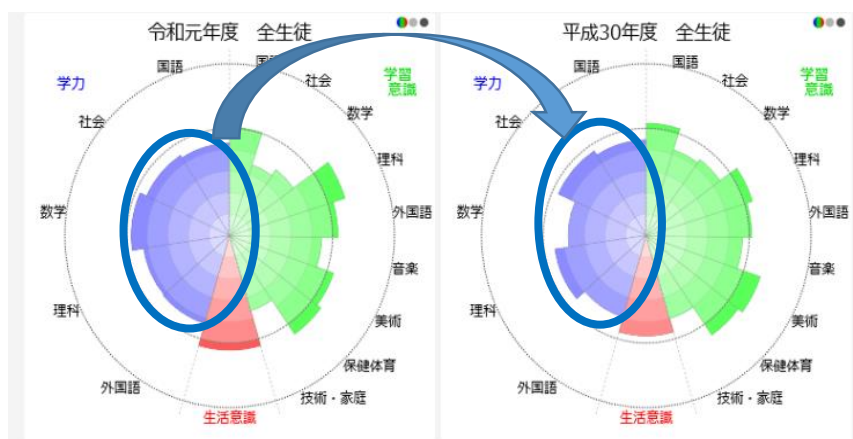 令和元年度 全生徒
学力
国語
国語
社会
学習
意識
数学
社会
理科
数学
外国語
音楽
理科
美術
保健体育
外国語
技術・家庭
生活意識
平成30年度 全生徒
学力
国語
国語
社会
学習
意識
数学
社会
理科
数学
外国語
音楽
理科
美術
保健体育
外国語
技術・家庭
生活意識